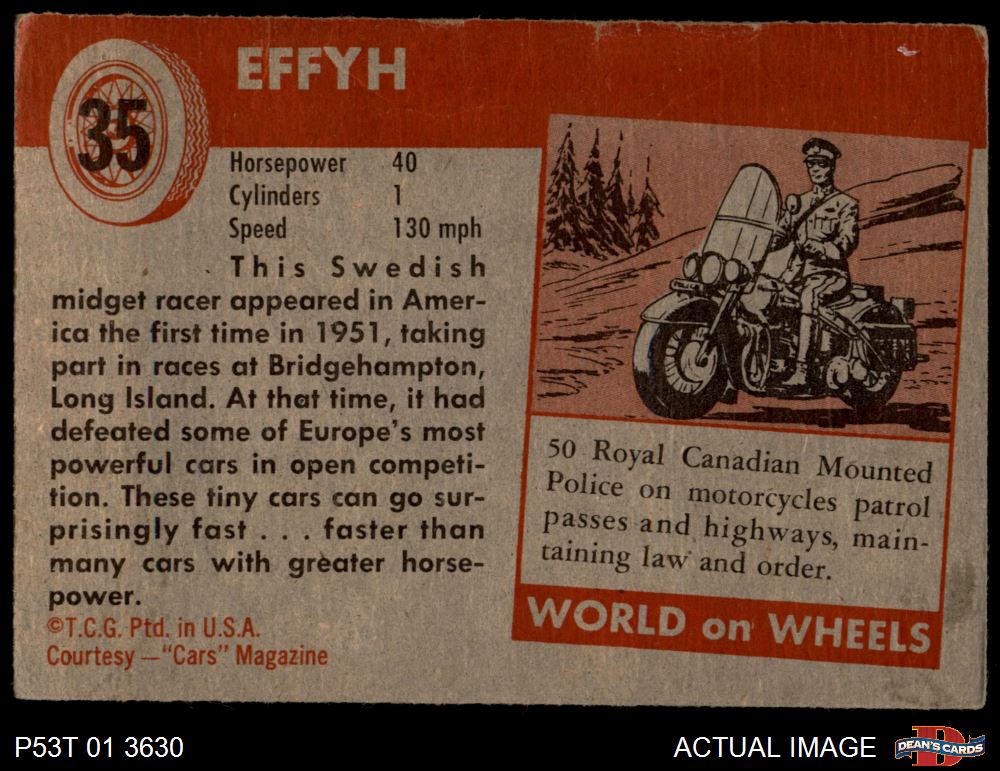 EFFYH
35
Horsepower 40
Cylinders 1
Speed 130 mph
This Swedish
midget racer appeared in Amer-
ica the first time in 1951, taking
part in races at Bridgehampton,
Long Island. At that time, it had
defeated some of Europe's most
powerful cars in open competi-
tion. These tiny cars can go sur-
prisingly fast . . . faster than
many cars with greater horse-
power.
©T.C.G. Ptd. in U.S.A.
Courtesy —"Cars" Magazine
POLICE
50 Royal Canadian Mounted
Police on motorcycles patrol
passes and highways, main-
taining law and order.
WORLD on WHEELS
P53T 01 3630
ACTUAL IMAGE
D
DEAN'S CARDS